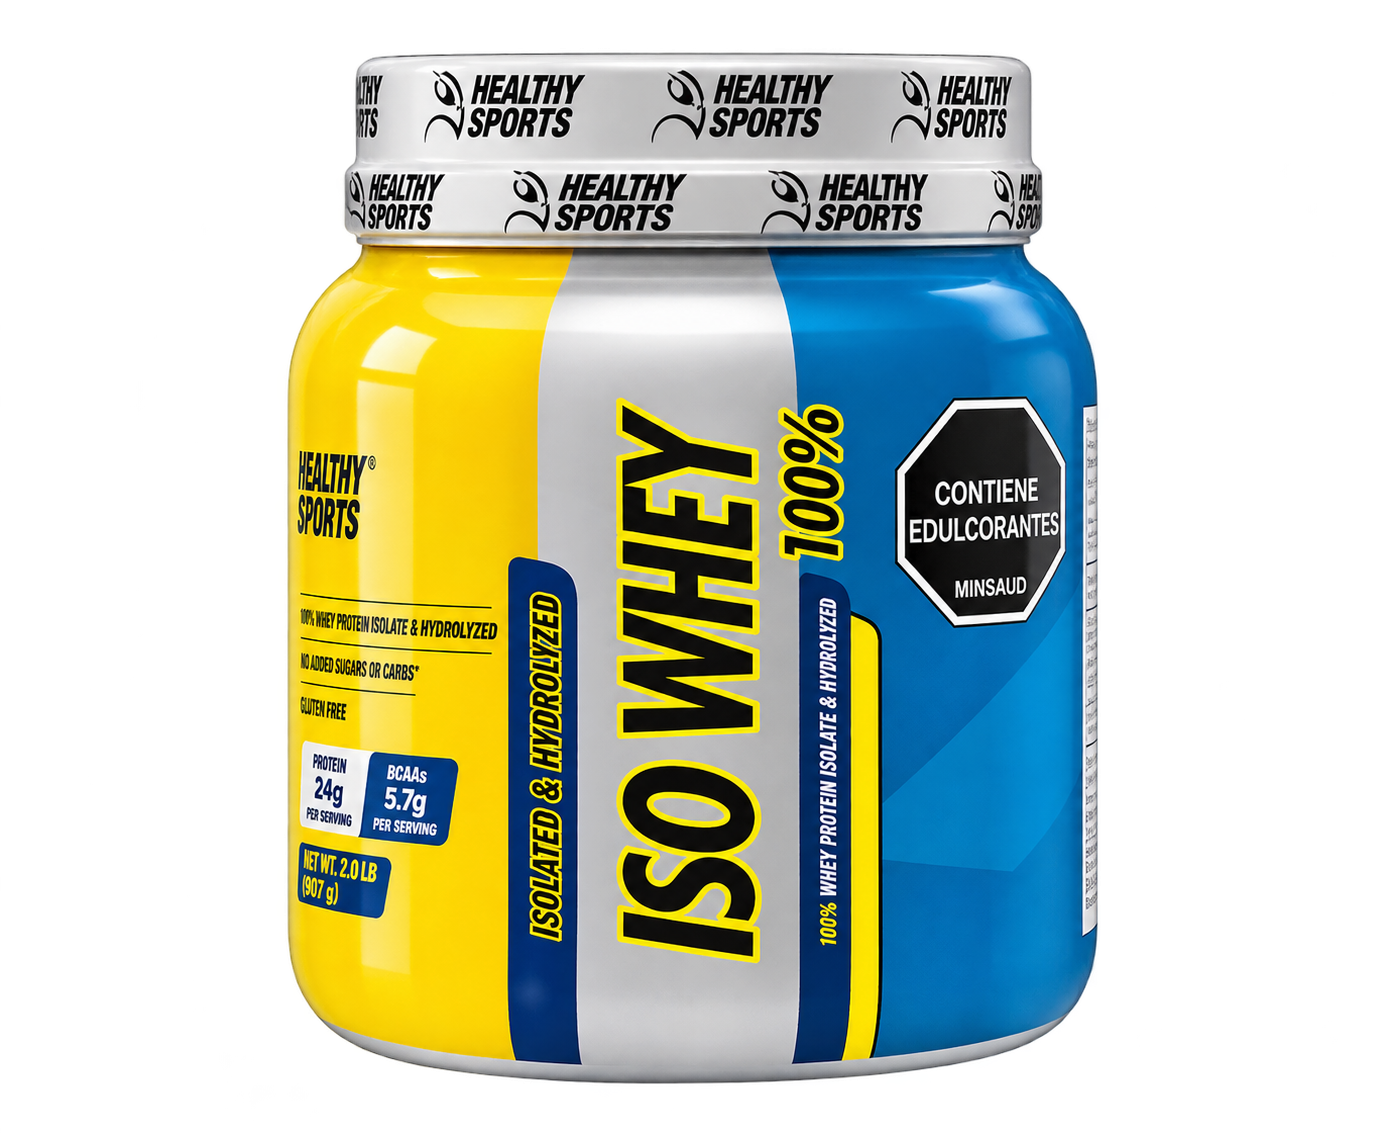 HEALTHY
SPORTS
HEALTHY
SPORTS
HEALTHY
SPORTS
HEALTHY
SPORTS
HEALTHY
SPORTS
HEALTHY
SPORTS
HEALTHY®
SPORTS
100% WHEY PROTEIN ISOLATE & HYDROLYZED
NO ADDED SUGARS OR CARBS*
GLUTEN FREE
PROTEIN
24g
PER SERVING
BCAAs
5.7g
PER SERVING
NET WT. 2.0 LB
(907 g)
ISOLATED & HYDROLYZED
ISO WHEY
100%
100% WHEY PROTEIN ISOLATE & HYDROLYZED
CONTIENE
EDULCORANTES
MINSAUD